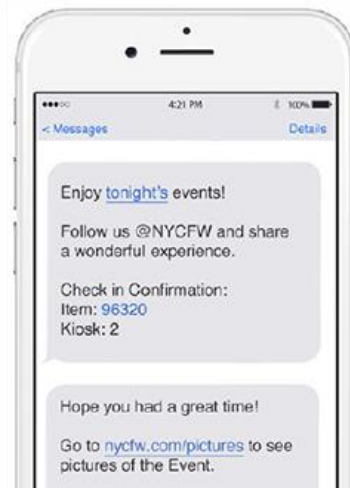 4:21 PM
100%
< Messages
Details
Enjoy tonight's events!
Follow us @NYCFW and share
a wonderful experience.
Check in Confirmation:
Item: 96320
Kiosk: 2
Hope you had a great time!
Go to nycfw.com/pictures to see
pictures of the Event.